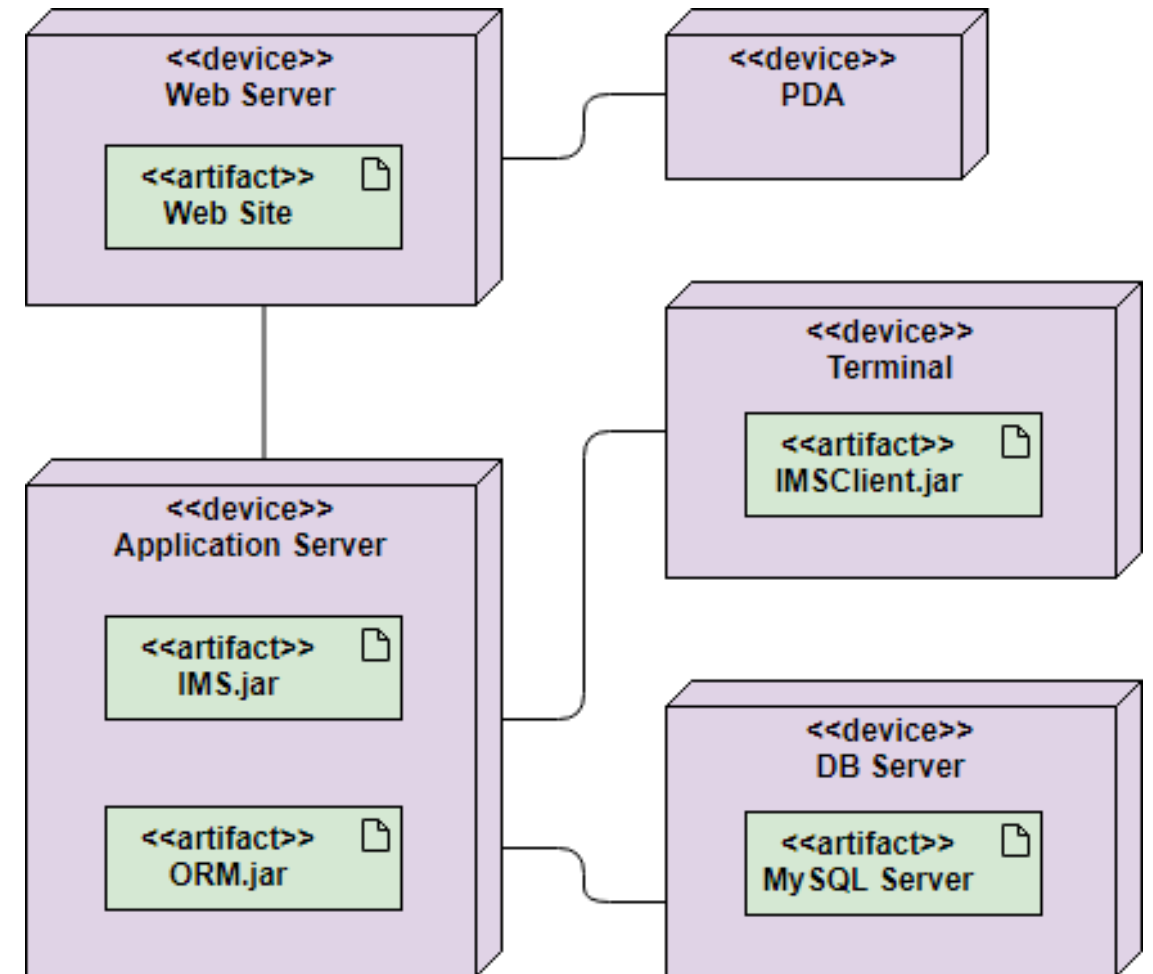 <<device>>
Web Server
<<artifact>>
Web Site
<<device>>
PDA
<<device>>
Terminal
<<artifact>>
IMSClient.jar
<<device>>
Application Server
<<artifact>>
IMS.jar
<<artifact>>
ORM.jar
<<device>>
DB Server
<<artifact>>
MySQL Server